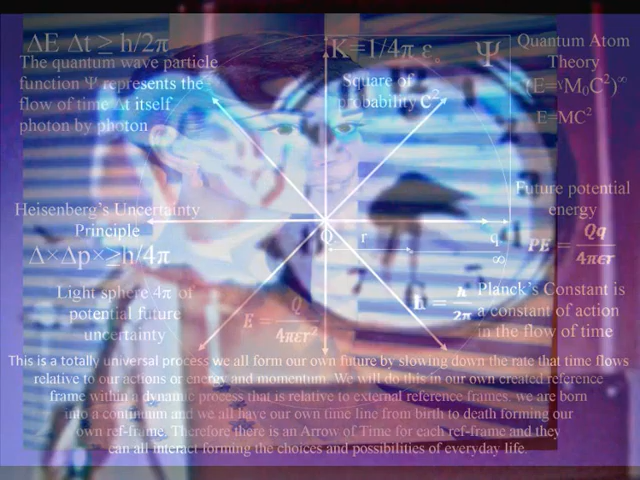 ΔE Δt ≥ h/2π
The quantum wave particle
function Ψ represents the
flow of time Δt itself
photon by photon
K=1/4π ε。 Ψ
Square of
probability C²
Quantum Atom
Theory
(E=ᵞM₀C²)∞
E=MC²
Heisenberg's Uncertainty
Principle
Δ×Δp×≥h/4π
Future potential
energy
PE = Qq / 4πεr
Q r q
∞
Light sphere 4π of
potential future
uncertainty
E = Q / 4πεr²
ħ = h / 2π
Planck's Constant is
a constant of action
in the flow of time
This is a totally universal process we all form our own future by slowing down the rate that time flows
relative to our actions or energy and momentum. We will do this in our own created reference
frame within a dynamic process that is relative to external reference frames. we are born
into a continuum and we all have our own time line from birth to death forming our
own ref-frame. Therefore there is an Arrow of Time for each ref-frame and they
can all interact forming the choices and possibilities of everyday life.